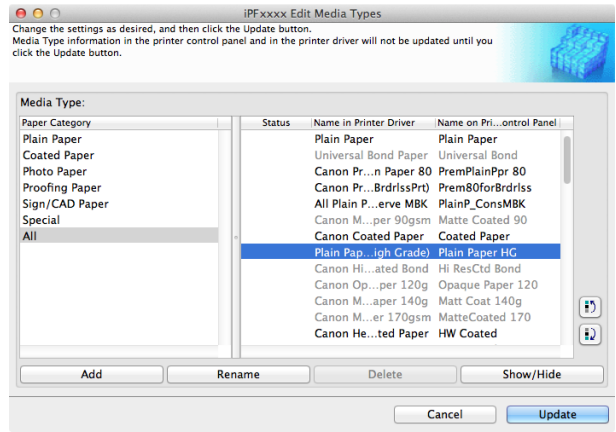 iPFxxxx Edit Media Types
Change the settings as desired, and then click the Update button.
Media Type information in the printer control panel and in the printer driver will not be updated until you
click the Update button.
Media Type:
Paper Category Status Name in Printer Driver Name on Pri...ontrol Panel
Plain Paper
Coated Paper
Photo Paper
Proofing Paper
Sign/CAD Paper
Special
All
Plain Paper Plain Paper
Universal Bond Paper Universal Bond
Canon Pr...n Paper 80 PremPlainPpr 80
Canon Pr...BrdrlssPrt) Prem80forBrdrlss
All Plain P...erve MBK PlainP_ConsMBK
Canon M...per 90gsm Matte Coated 90
Canon Coated Paper Coated Paper
Plain Pap...igh Grade) Plain Paper HG
Canon Hi...ated Bond Hi ResCtd Bond
Canon Op...per 120g Opaque Paper 120
Canon M...aper 140g Matt Coat 140g
Canon M...er 170gsm MatteCoated 170
Canon He...ted Paper HW Coated
Add Rename Delete Show/Hide
Cancel Update